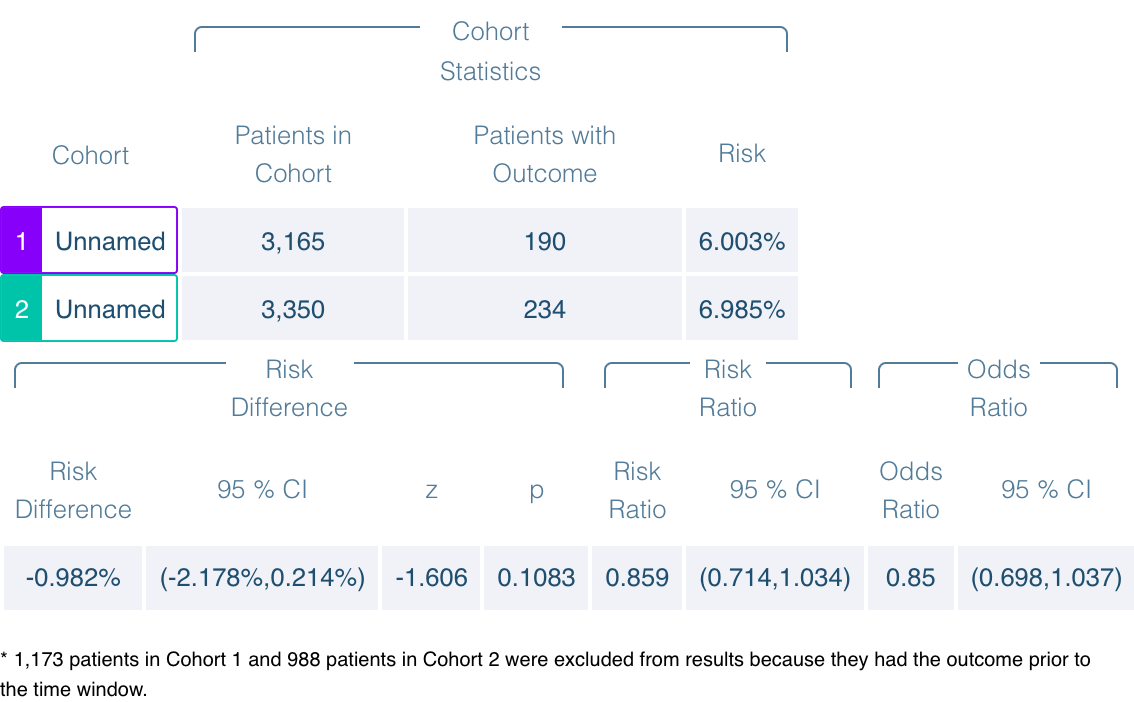 Cohort
Statistics
Cohort
Patients in
Cohort
Patients with
Outcome
Risk
1 Unnamed 3,165 190 6.003%
2 Unnamed 3,350 234 6.985%
Risk
Difference
Risk
Ratio
Odds
Ratio
Risk
Difference
95 % CI
z
p
Risk
Ratio
95 % CI
Odds
Ratio
95 % CI
-0.982% (-2.178%,0.214%) -1.606 0.1083 0.859 (0.714,1.034) 0.85 (0.698,1.037)
* 1,173 patients in Cohort 1 and 988 patients in Cohort 2 were excluded from results because they had the outcome prior to
the time window.